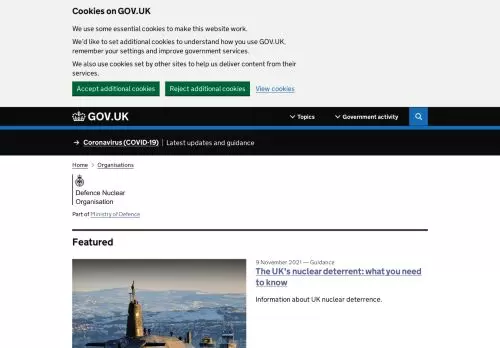 Cookies on GOV.UK
We use some essential cookies to make this website work.
We'd like to set additional cookies to understand how you use GOV.UK,
remember your settings and improve government services.
We also use cookies set by other sites to help us deliver content from their
services.
Accept additional cookies Reject additional cookies View cookies
GOV.UK Topics Government activity
→ Coronavirus (COVID-19) Latest updates and guidance
Home Organisations
Defence Nuclear
Organisation
Part of Ministry of Defence
Featured
9 November 2021 — Guidance
The UK's nuclear deterrent: what you need
to know
Information about UK nuclear deterrence.